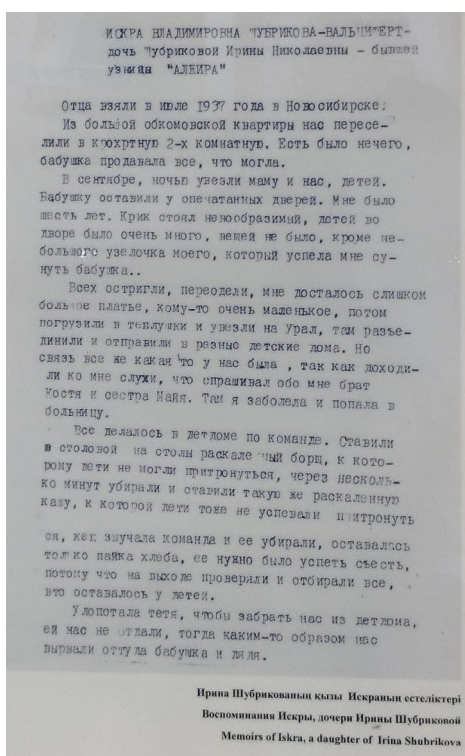 ИСКРА ВЛАДИМИРОВНА ШУБРИКОВА-ВАЛЬ
дочь Шубриковой Ирины Николаевны – бывшей
узницы "АЛЖИРА"
Отца взяли в июле 1937 года в Новосибирске.
Из большой обкомовской квартиры нас пересе-
лили в крохртную 2-х комнатную. Есть было нечего,
бабушка продавала все, что могла.
В сентябре, ночью увезли маму и нас, детей.
Бабушку оставили у опечатанных дверей. Мне было
шесть лет. Крик стоял невообразимый, детей во
дворе было очень много, вещей не было, кроме не-
большого узелочка моего, который успела мне су-
нуть бабушка..
Всех остригли, переодели, мне досталось слишком
большое платье, кому-то очень маленькое, потом
погрузили в теплушки и увезли на Урал, там разъе-
динили и отправили в разные детские дома. Но
связь все же какая то у нас была , так как доходи-
ли ко мне слухи, что спрашивал обо мне брат
Костя и сестра Майя. Там я заболела и попала в
больницу.
Все делалось в детдоме по команде. Ставили
в столовой на столы раскаленный борщ, к кото-
рому дети не могли притронуться, через несколь-
ко минут убирали и ставили такую же раскаленную
кашу, к которой дети тоже не успевали притронуть
ся, как звучала команда и ее убирали, оставалась
только пайка хлеба, ее нужно было успеть съесть,
потому что на выходе проверяли и отбирали все,
что оставалось у детей.
Хлопотала тетя, чтобы забрать нас из детдома,
ей нас не отдали, тогда каким-то образом нас
вырвали оттуда бабушка и дядя.
Ирина Шубрикованың қызы Искраның естеліктері
Воспоминания Искры, дочери Ирины Шубриковой
Memoirs of Iskra, a daughter of Irina Shubrikova